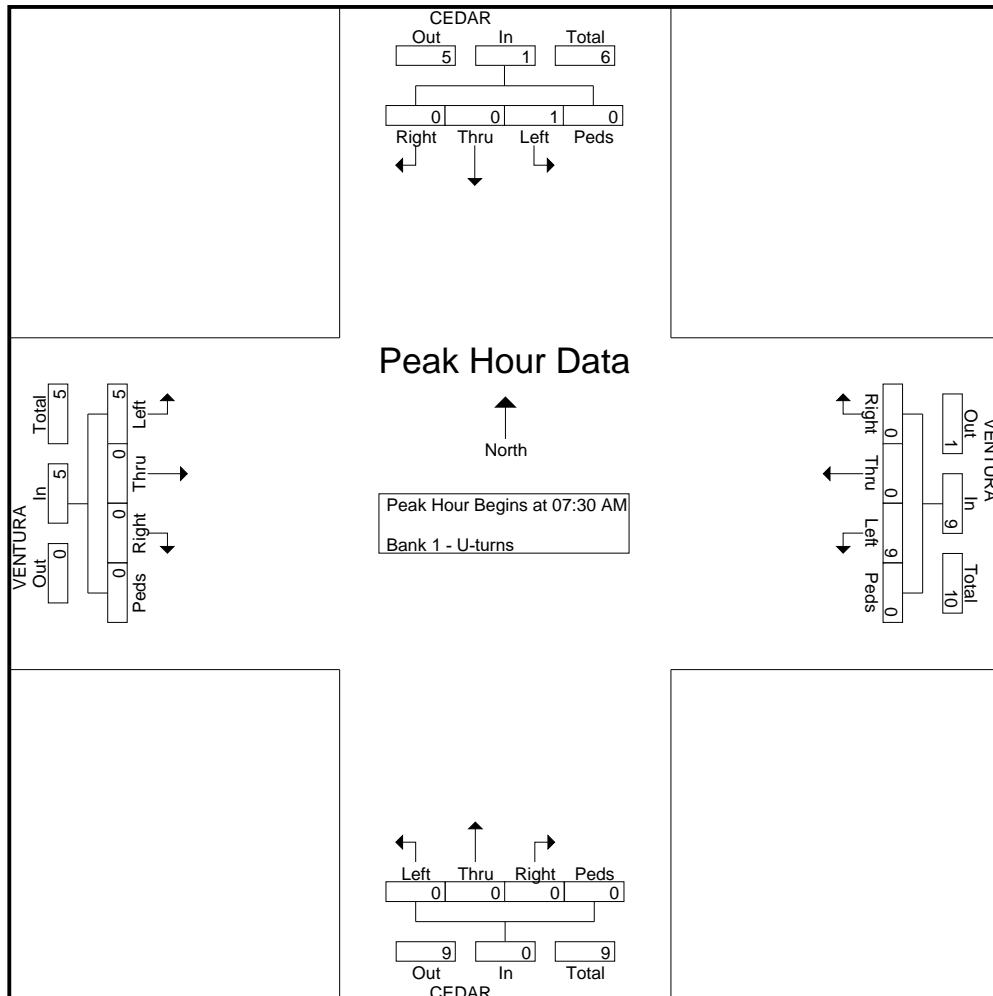 CEDAR
Out In Total
5 1 6
0 0 1 0
Right Thru Left Peds
Peak Hour Data
North
Peak Hour Begins at 07:30 AM
Bank 1 - U-turns
VENTURA
Total In Out
5 5 0
5 0 0 0
Left Thru Right Peds
VENTURA
Out In Total
1 9 10
0 0 9 0
Right Thru Left Peds
Left Thru Right Peds
0 0 0 0
9 0 9
Out In Total
CEDAR